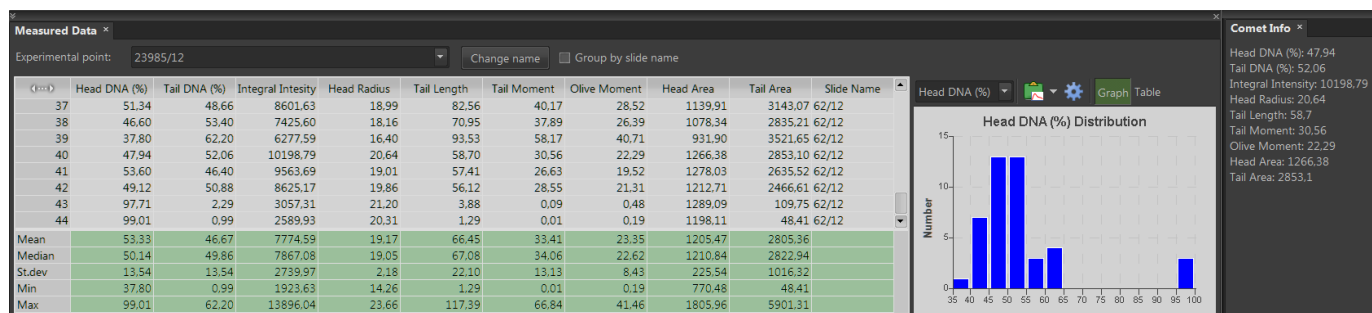 Measured Data ×
Experimental point: 23985/12 Change name Group by slide name
Head DNA (%) Tail DNA (%) Integral Intesity Head Radius Tail Length Tail Moment Olive Moment Head Area Tail Area Slide Name
37 51,34 48,66 8601,63 18,99 82,56 40,17 28,52 1139,91 3143,07 62/12
38 46,60 53,40 7425,60 18,16 70,95 37,89 26,39 1078,34 2835,21 62/12
39 37,80 62,20 6277,59 16,40 93,53 58,17 40,71 931,90 3521,65 62/12
40 47,94 52,06 10198,79 20,64 58,70 30,56 22,29 1266,38 2853,10 62/12
41 53,60 46,40 9563,69 19,01 57,41 26,63 19,52 1278,03 2635,52 62/12
42 49,12 50,88 8625,17 19,86 56,12 28,55 21,31 1212,71 2466,61 62/12
43 97,71 2,29 3057,31 21,20 3,88 0,09 0,48 1289,09 109,75 62/12
44 99,01 0,99 2589,93 20,31 1,29 0,01 0,19 1198,11 48,41 62/12
Mean 53,33 46,67 7774,59 19,17 66,45 33,41 23,35 1205,47 2805,36
Median 50,14 49,86 7867,08 19,05 67,08 34,06 22,62 1210,84 2822,94
St.dev 13,54 13,54 2739,97 2,18 22,10 13,13 8,43 225,54 1016,32
Min 37,80 0,99 1923,63 14,26 1,29 0,01 0,19 770,48 48,41
Max 99,01 62,20 13896,04 23,66 117,39 66,84 41,46 1805,96 5901,31
Head DNA (%) Graph Table
Head DNA (%) Distribution
Number
15
10
5
0
35 40 45 50 55 60 65 70 75 80 85 90 95 100
Comet Info ×
Head DNA (%): 47,94
Tail DNA (%): 52,06
Integral Intensity: 10198,79
Head Radius: 20,64
Tail Length: 58,7
Tail Moment: 30,56
Olive Moment: 22,29
Head Area: 1266,38
Tail Area: 2853,1